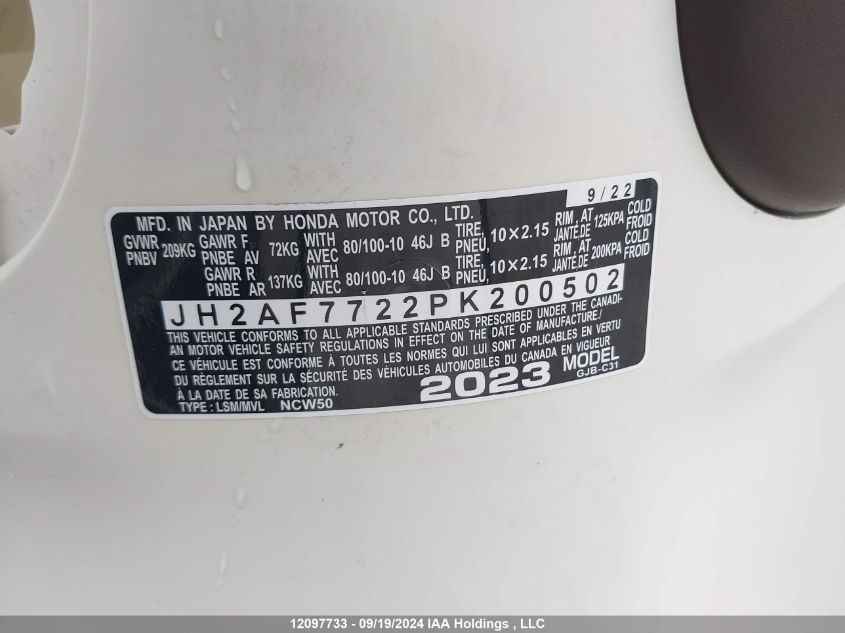 9/22
MFD. IN JAPAN BY HONDA MOTOR CO., LTD.
GVWR PNBV 209KG GAWR F PNBE AV 72KG WITH AVEC 80/100-10 46J B TIRE, PNEU, 10×2.15 RIM, AT JANTE,DE 125KPA COLD FROID
GAWR R PNBE AR 137KG WITH AVEC 80/100-10 46J B TIRE, PNEU, 10×2.15 RIM, AT JANTE,DE 200KPA COLD FROID
JH2AF7722PK200502
THIS VEHICLE CONFORMS TO ALL APPLICABLE STANDARDS PRESCRIBED UNDER THE CANADI-
AN MOTOR VEHICLE SAFETY REGULATIONS IN EFFECT ON THE DATE OF MANUFACTURE/
CE VÉHICULE EST CONFORME À TOUTES LES NORMES QUI LUI SONT APPLICABLES EN VERTU
DU RÈGLEMENT SUR LA SÉCURITÉ DES VÉHICULES AUTOMOBILES DU CANADA EN VIGUEUR
À LA DATE DE SA FABRICATION.
TYPE : LSM/MVL NCW50
2023 MODEL
GJB-C31
12097733 - 09/19/2024 IAA Holdings , LLC